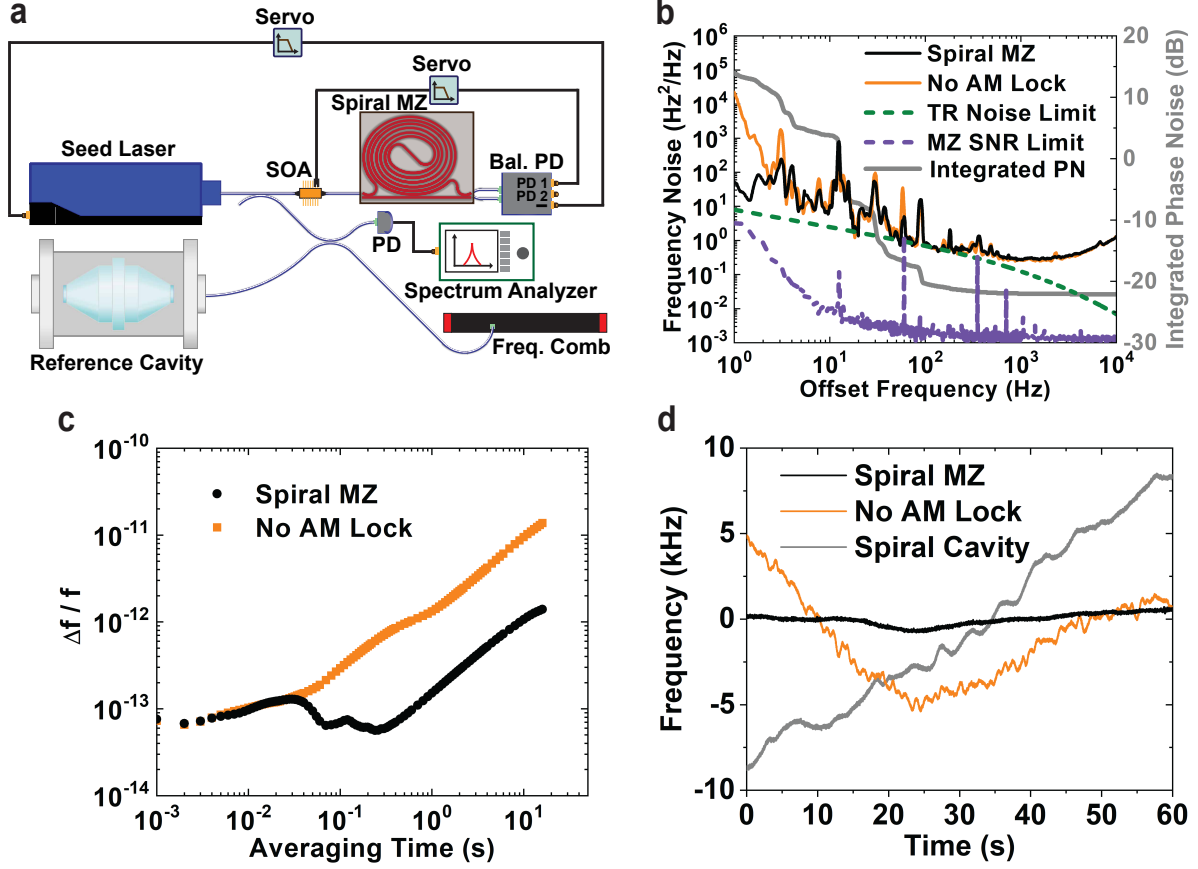 a
Servo
Servo
Spiral MZ
Seed Laser
SOA
Bal. PD
PD 1
PD 2
PD
Spectrum Analyzer
Freq. Comb
Reference Cavity
b
Spiral MZ
No AM Lock
TR Noise Limit
MZ SNR Limit
Integrated PN
10⁶
10⁵
10⁴
10³
10²
10¹
10⁰
10⁻¹
10⁻²
10⁻³
Frequency Noise (Hz²/Hz)
20
10
0
-10
-20
-30
Integrated Phase Noise (dB)
10⁰
10¹
10²
10³
10⁴
Offset Frequency (Hz)
c
10⁻¹⁰
10⁻¹¹
10⁻¹²
10⁻¹³
10⁻¹⁴
Δf / f
Spiral MZ
No AM Lock
10⁻³
10⁻²
10⁻¹
10⁰
10¹
Averaging Time (s)
d
10
5
0
-5
-10
Frequency (kHz)
Spiral MZ
No AM Lock
Spiral Cavity
0
10
20
30
40
50
60
Time (s)